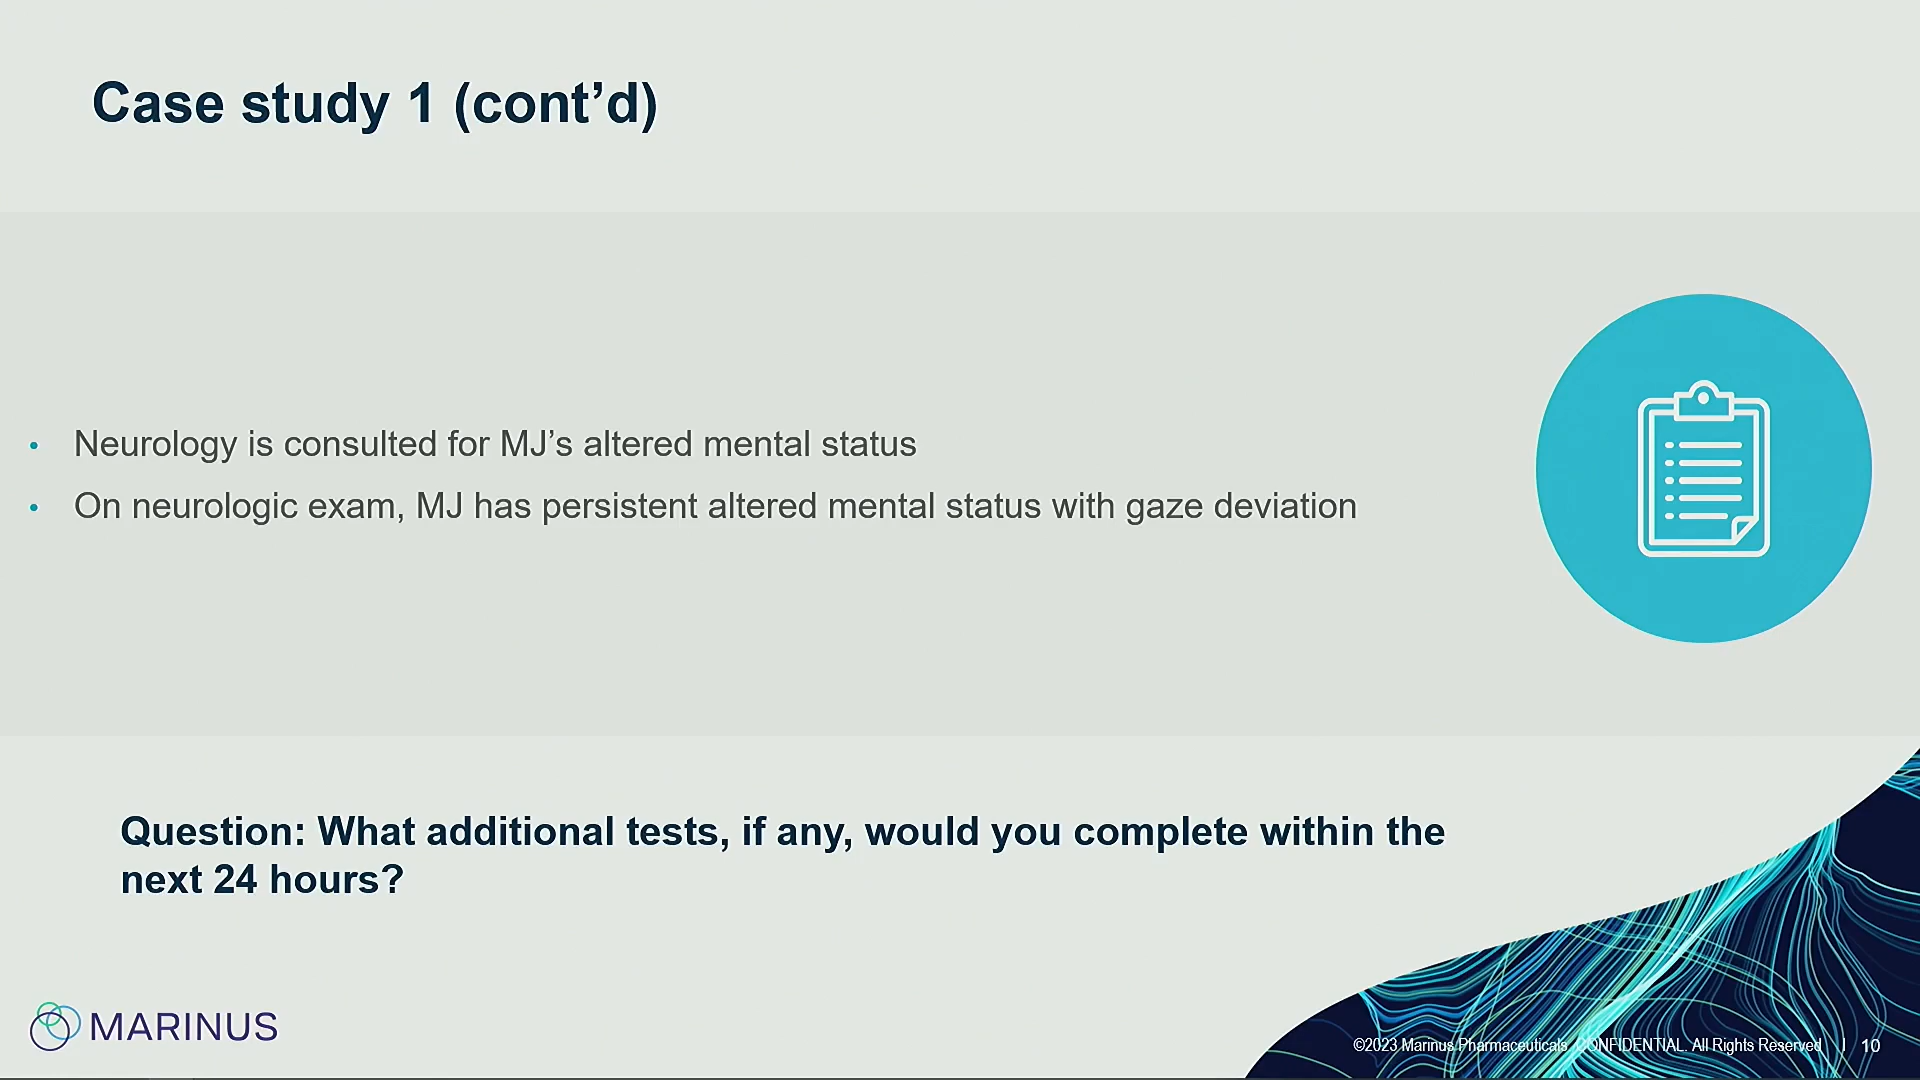 Case study 1 (cont’d)
• Neurology is consulted for MJ’s altered mental status
• On neurologic exam, MJ has persistent altered mental status with gaze deviation
Question: What additional tests, if any, would you complete within the
next 24 hours?
MARINUS
©2023 Marinus Pharmaceuticals. CONFIDENTIAL. All Rights Reserved | 10